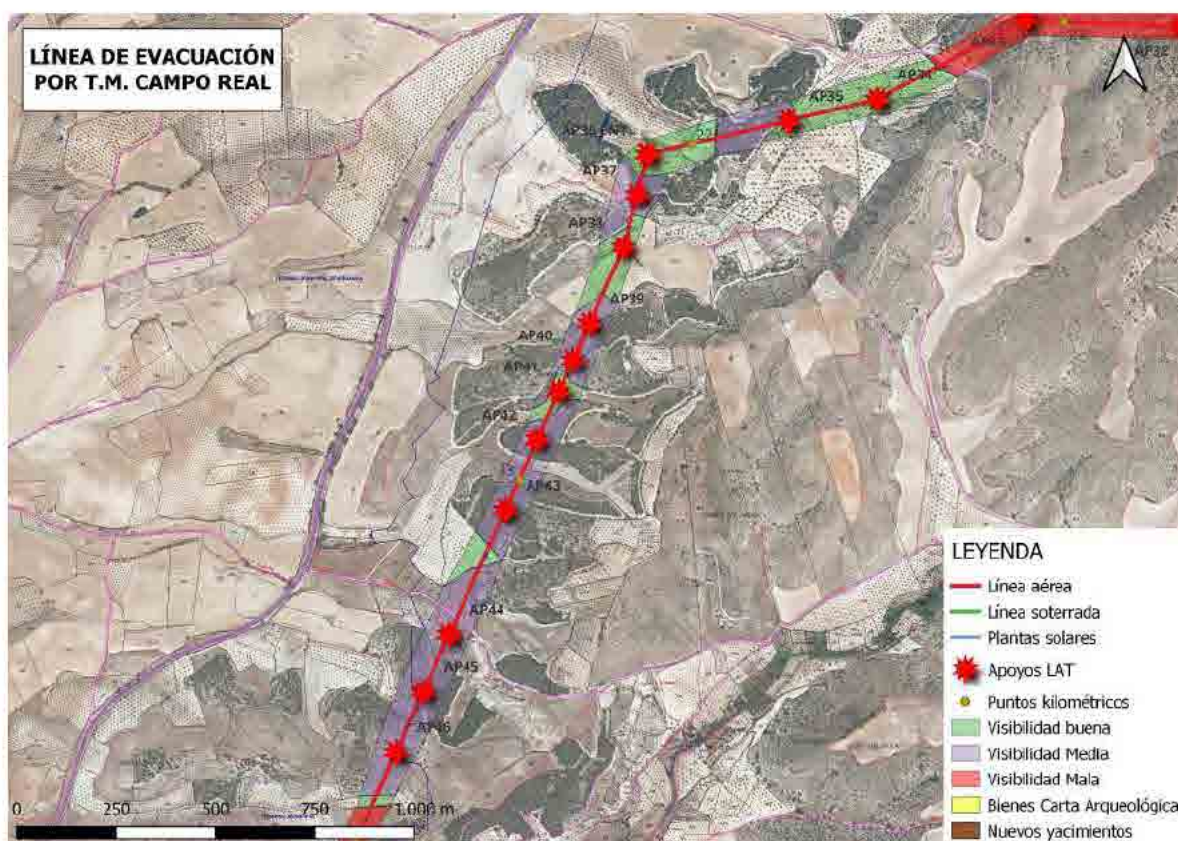 LÍNEA DE EVACUACIÓN
POR T.M. CAMPO REAL
AP32
AP34
AP35
AP37
AP39
AP40
AP41
AP42
AP43
AP44
AP45
AP46
0 250 500 750 1.000 m
LEYENDA
Línea aérea
Línea soterrada
Plantas solares
Apoyos LAT
Puntos kilométricos
Visibilidad buena
Visibilidad Media
Visibilidad Mala
Bienes Carta Arqueológica
Nuevos yacimientos